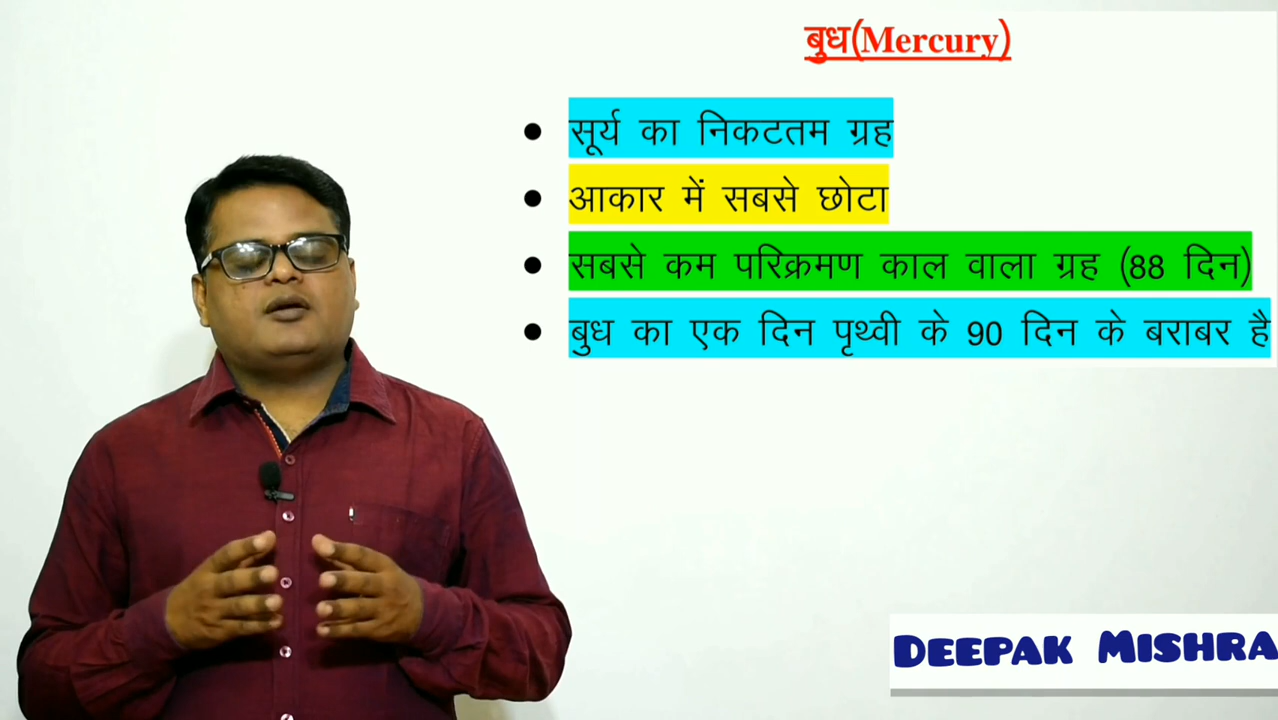 बुध(Mercury)
• सूर्य का निकटतम ग्रह
• आकार में सबसे छोटा
• सबसे कम परिक्रमण काल वाला ग्रह (88 दिन)
• बुध का एक दिन पृथ्वी के 90 दिन के बराबर है
DEEPAK MISHRA